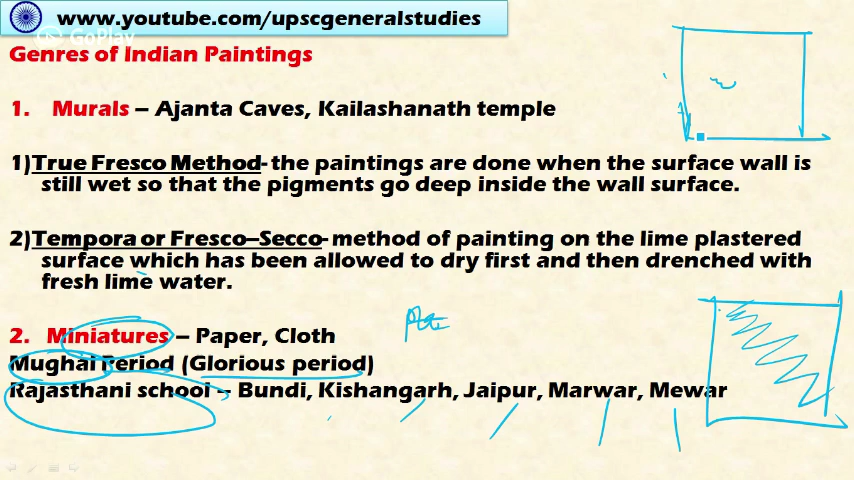 www.youtube.com/upscgeneralstudies
GoPlay
Genres of Indian Paintings
1. Murals – Ajanta Caves, Kailashanath temple
1)True Fresco Method- the paintings are done when the surface wall is
still wet so that the pigments go deep inside the wall surface.
2)Tempora or Fresco–Secco- method of painting on the lime plastered
surface which has been allowed to dry first and then drenched with
fresh lime water.
2. Miniatures – Paper, Cloth
Mughal Period (Glorious period)
Rajasthani school – Bundi, Kishangarh, Jaipur, Marwar, Mewar